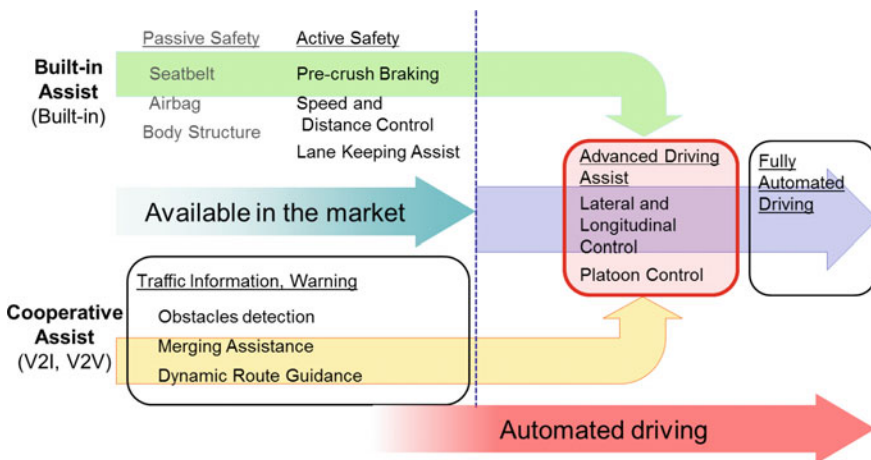 Passive Safety
Active Safety
Built-in
Assist
(Built-in)
Seatbelt
Airbag
Body Structure
Pre-crush Braking
Speed and
Distance Control
Lane Keeping Assist
Advanced Driving
Assist
Lateral and
Longitudinal
Control
Platoon Control
Fully
Automated
Driving
Available in the market
Traffic Information, Warning
Obstacles detection
Merging Assistance
Dynamic Route Guidance
Cooperative
Assist
(V2I, V2V)
Automated driving